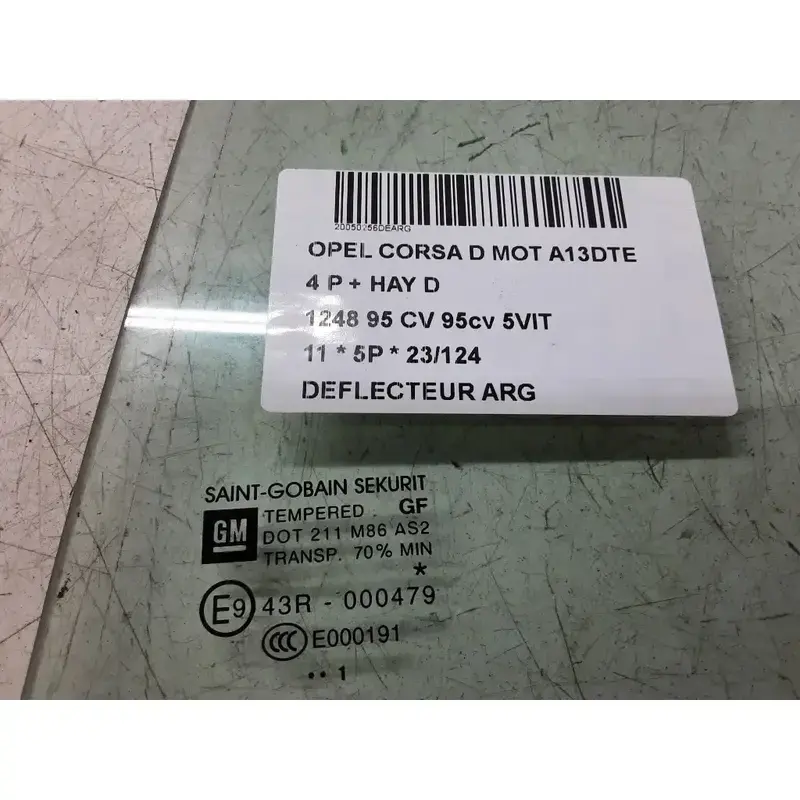 20050256DEARG
OPEL CORSA D MOT A13DTE
4 P + HAY D
1248 95 CV 95cv 5VIT
11 * 5P * 23/124
DEFLECTEUR ARG
SAINT-GOBAIN SEKURIT
GM TEMPERED GF
DOT 211 M86 AS2
TRANSP. 70% MIN
*
E9 43R - 000479
CCC E000191
•• 1